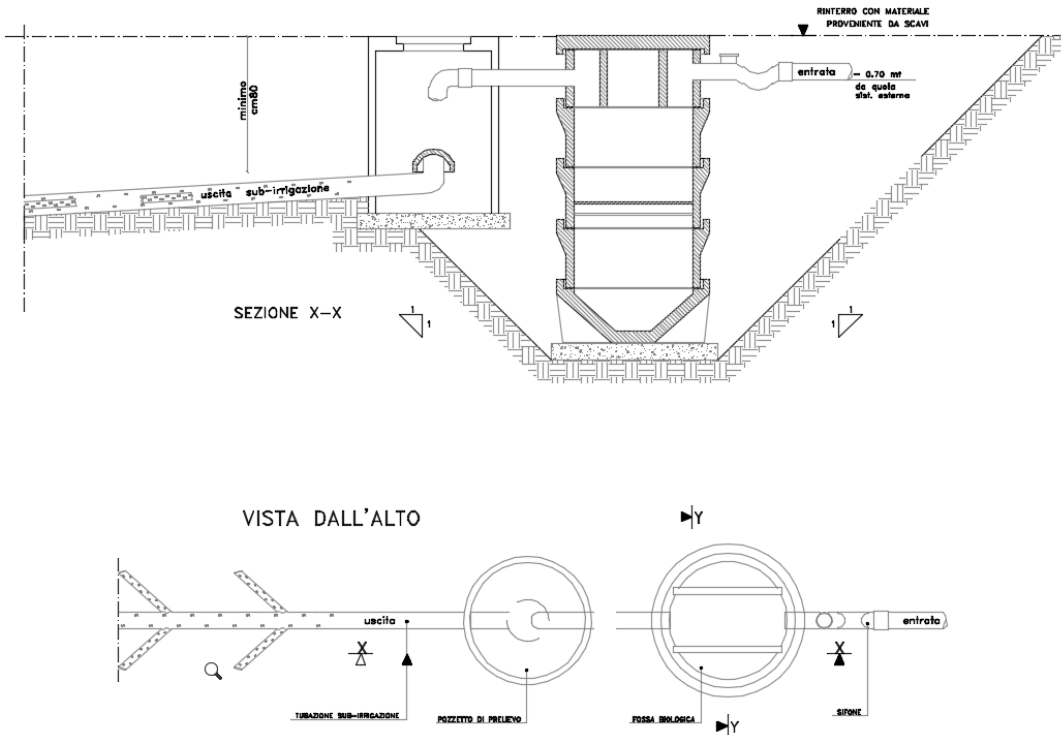 RINTERRO CON MATERIALE
PROVENIENTE DA SCAVI
entrata
- 0.70 mt
da quota
sist. esterna
minimo
cm80
uscita sub-irrigazione
SEZIONE X-X
1
1
1
1
VISTA DALL'ALTO
Y
uscita
entrata
X
X
TUBAZIONE SUB-IRRIGAZIONE
POZZETTO DI PRELIEVO
FOSSA BIOLOGICA
SIFONE
Y